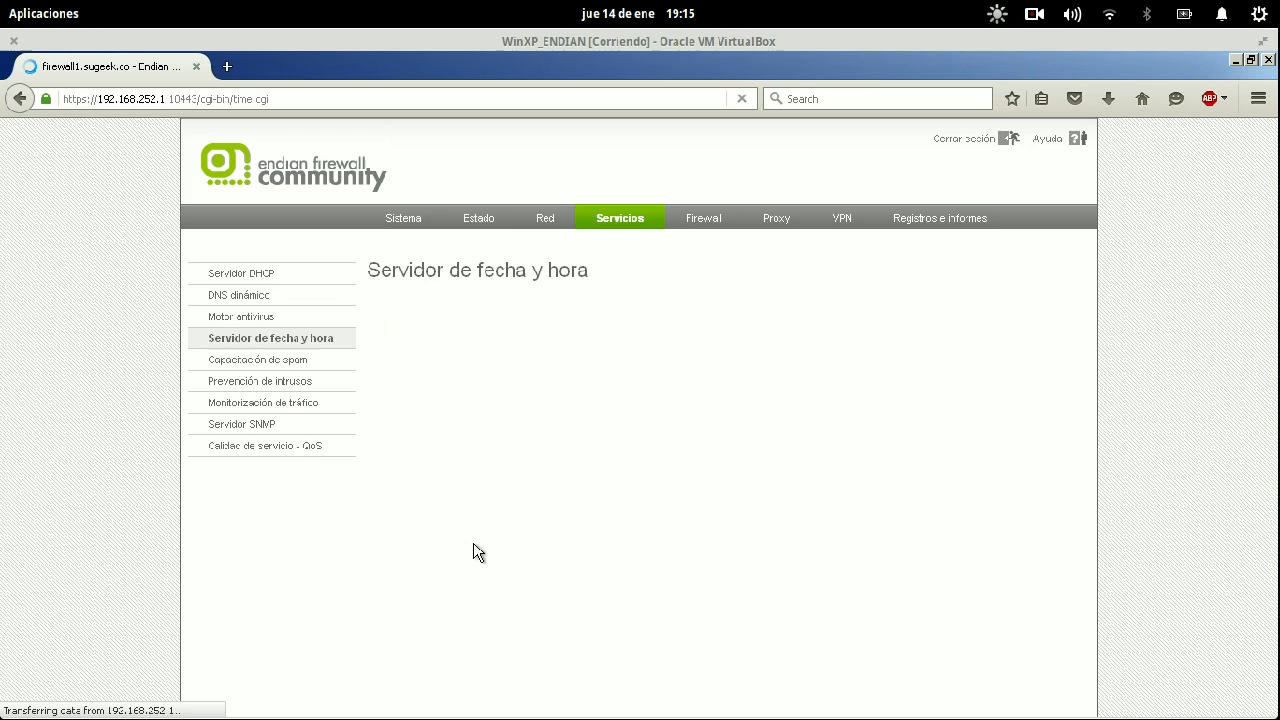 Aplicaciones
jue 14 de ene 19:15
WinXP_ENDIAN [Corriendo] - Oracle VM VirtualBox
firewall1.sugeek.co - Endian ...
https://192.168.252.1:10443/cgi-bin/time.cgi
Search
ABP
Cerrar sesión
Ayuda
endian firewall
community
Sistema
Estado
Red
Servicios
Firewall
Proxy
VPN
Registros e informes
Servidor DHCP
DNS dinámico
Motor antivirus
Servidor de fecha y hora
Capacitación de spam
Prevención de intrusos
Monitorización de tráfico
Servidor SNMP
Calidad de servicio - QoS
Servidor de fecha y hora
Transferring data from 192.168.252.1...